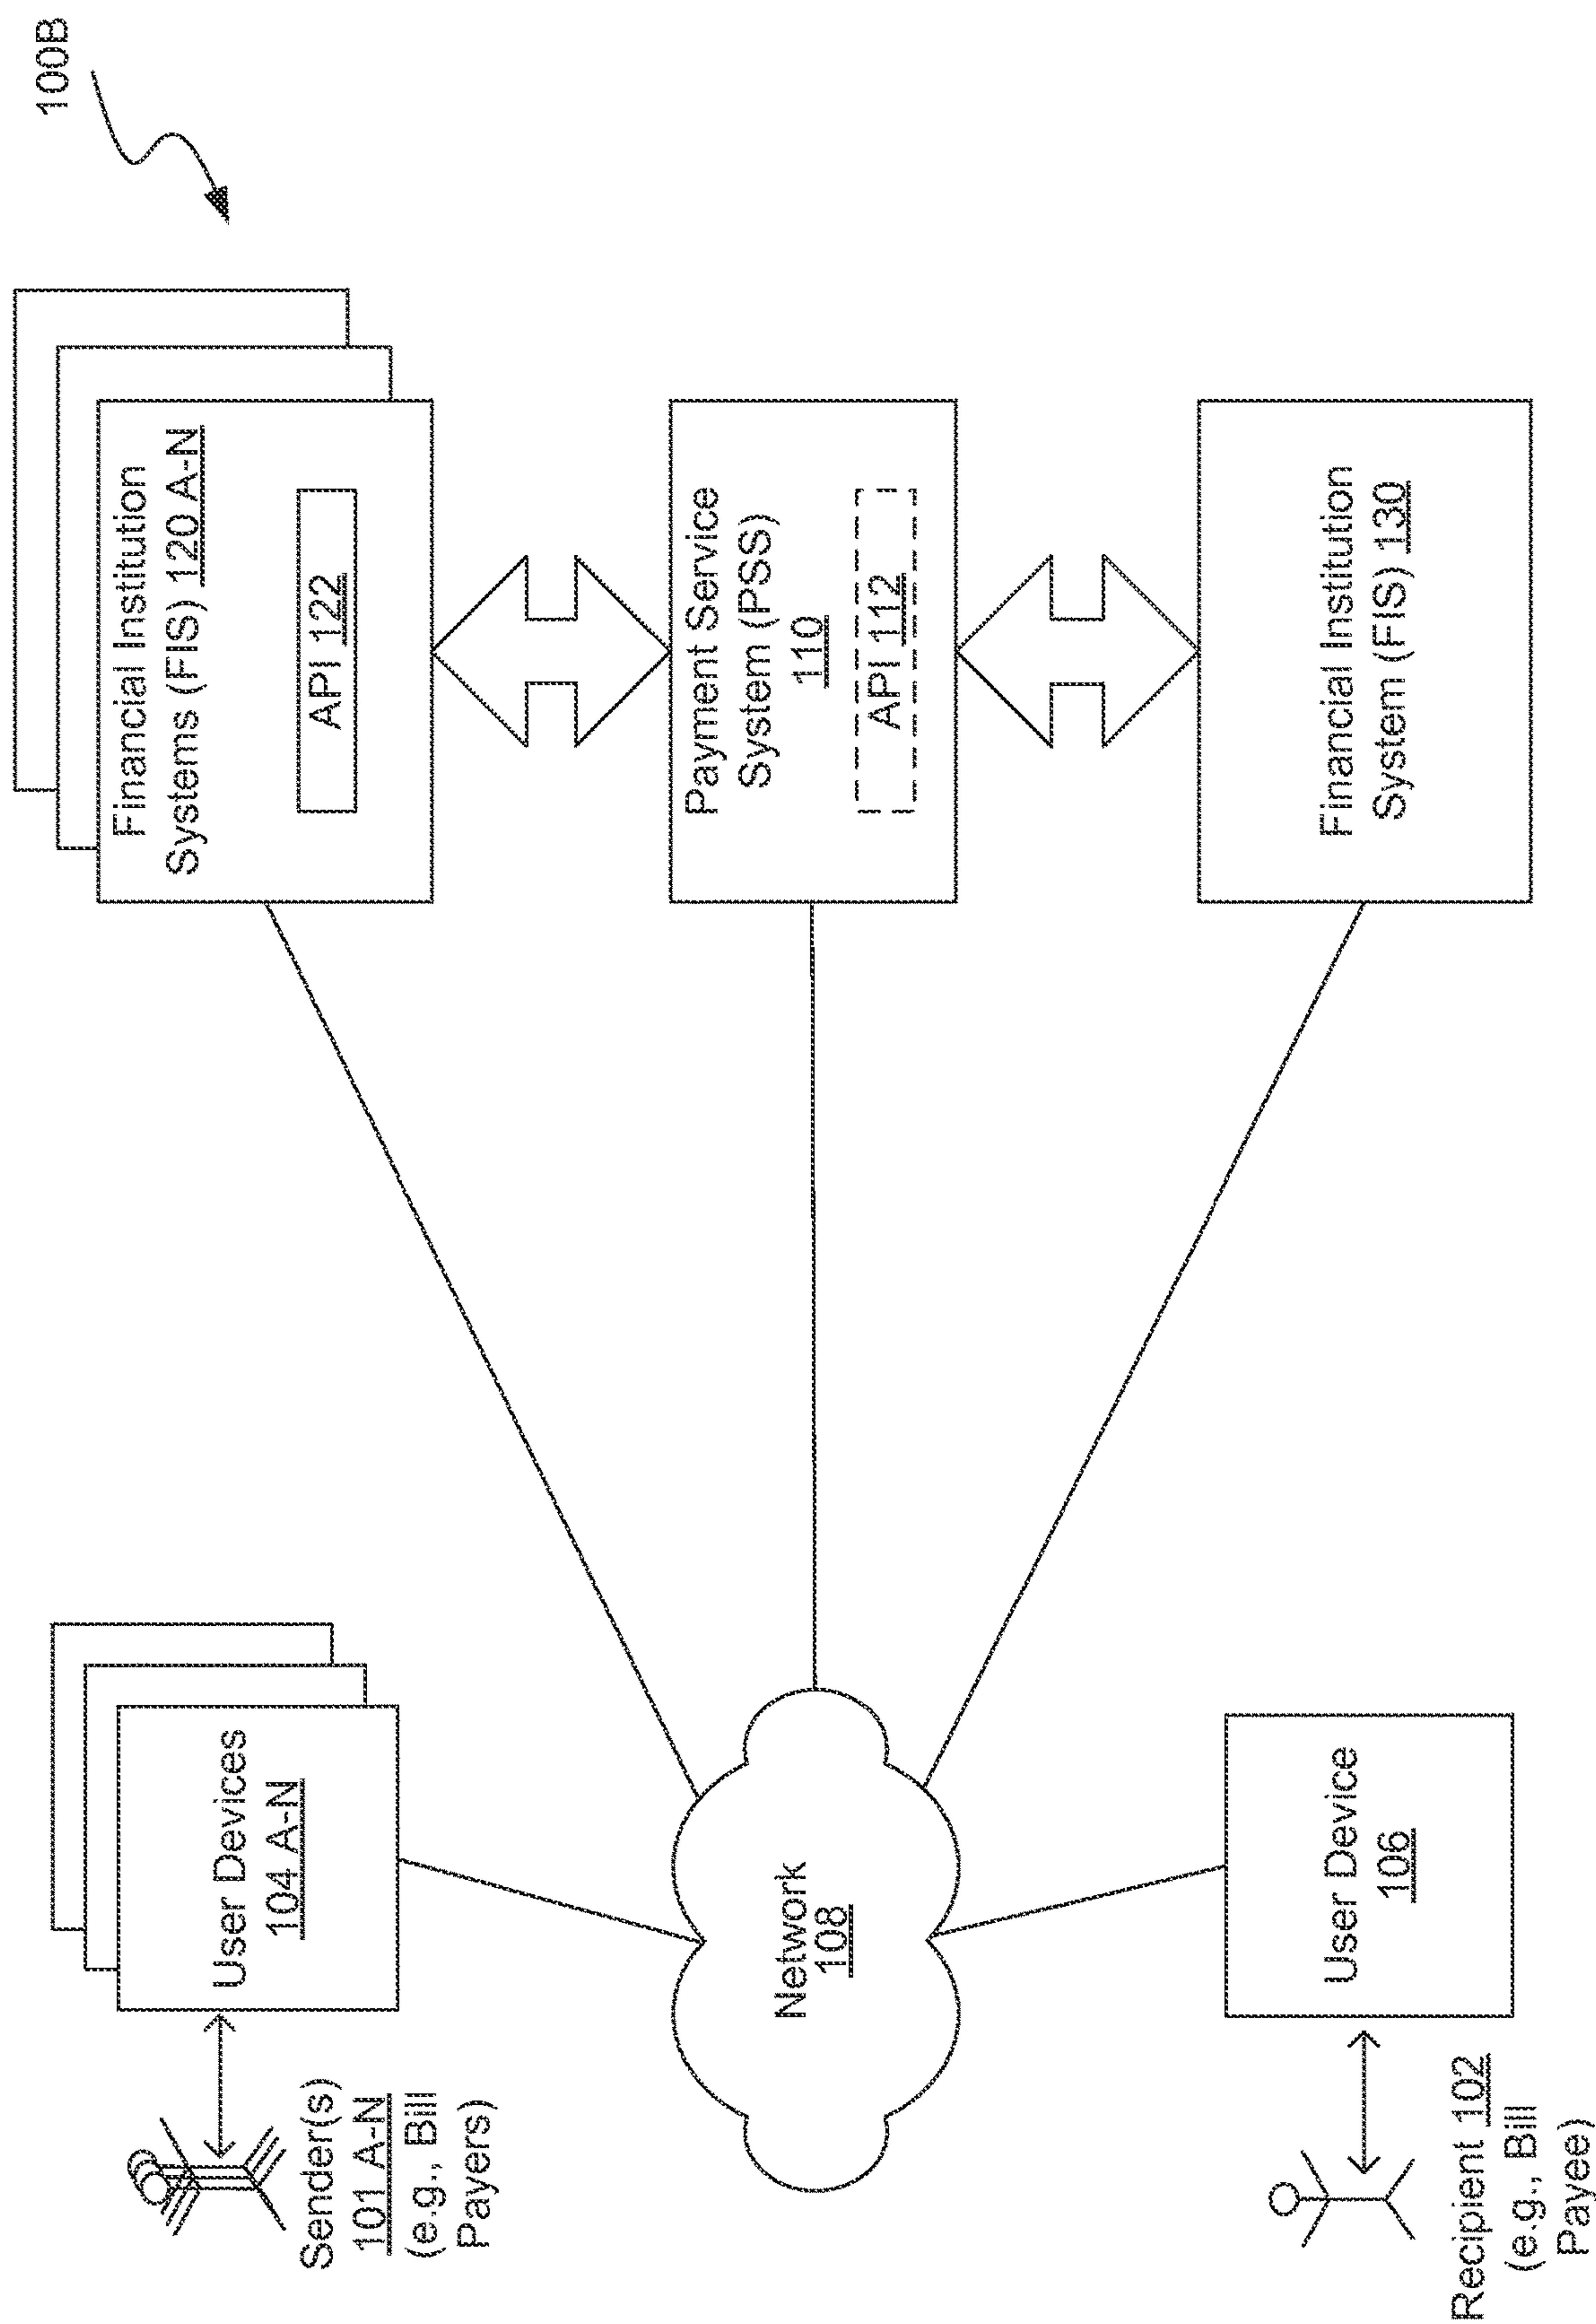 100B
Financial Institution
Systems (FIS) 120 A-N
API 122
Payment Service
System (PSS)
110
API 112
Financial Institution
System (FIS) 130
User Devices
104 A-N
Sender(s)
101 A-N
(e.g., Bill
Payers)
Network
108
User Device
106
Recipient 102
(e.g., Bill
Payee)